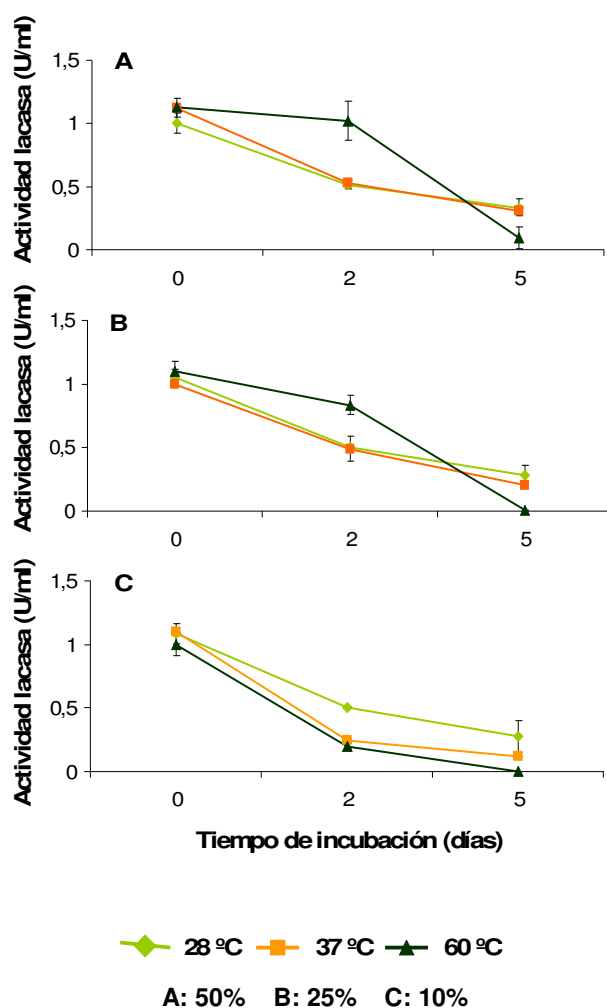 A
Actividad lacasa (U/ml)
1,5
1
0,5
0
0 2 5
B
Actividad lacasa (U/ml)
1,5
1
0,5
0
0 2 5
C
Actividad lacasa (U/ml)
1,5
1
0,5
0
0 2 5
Tiempo de incubación (días)
28 ºC 37 ºC 60 ºC
A: 50% B: 25% C: 10%